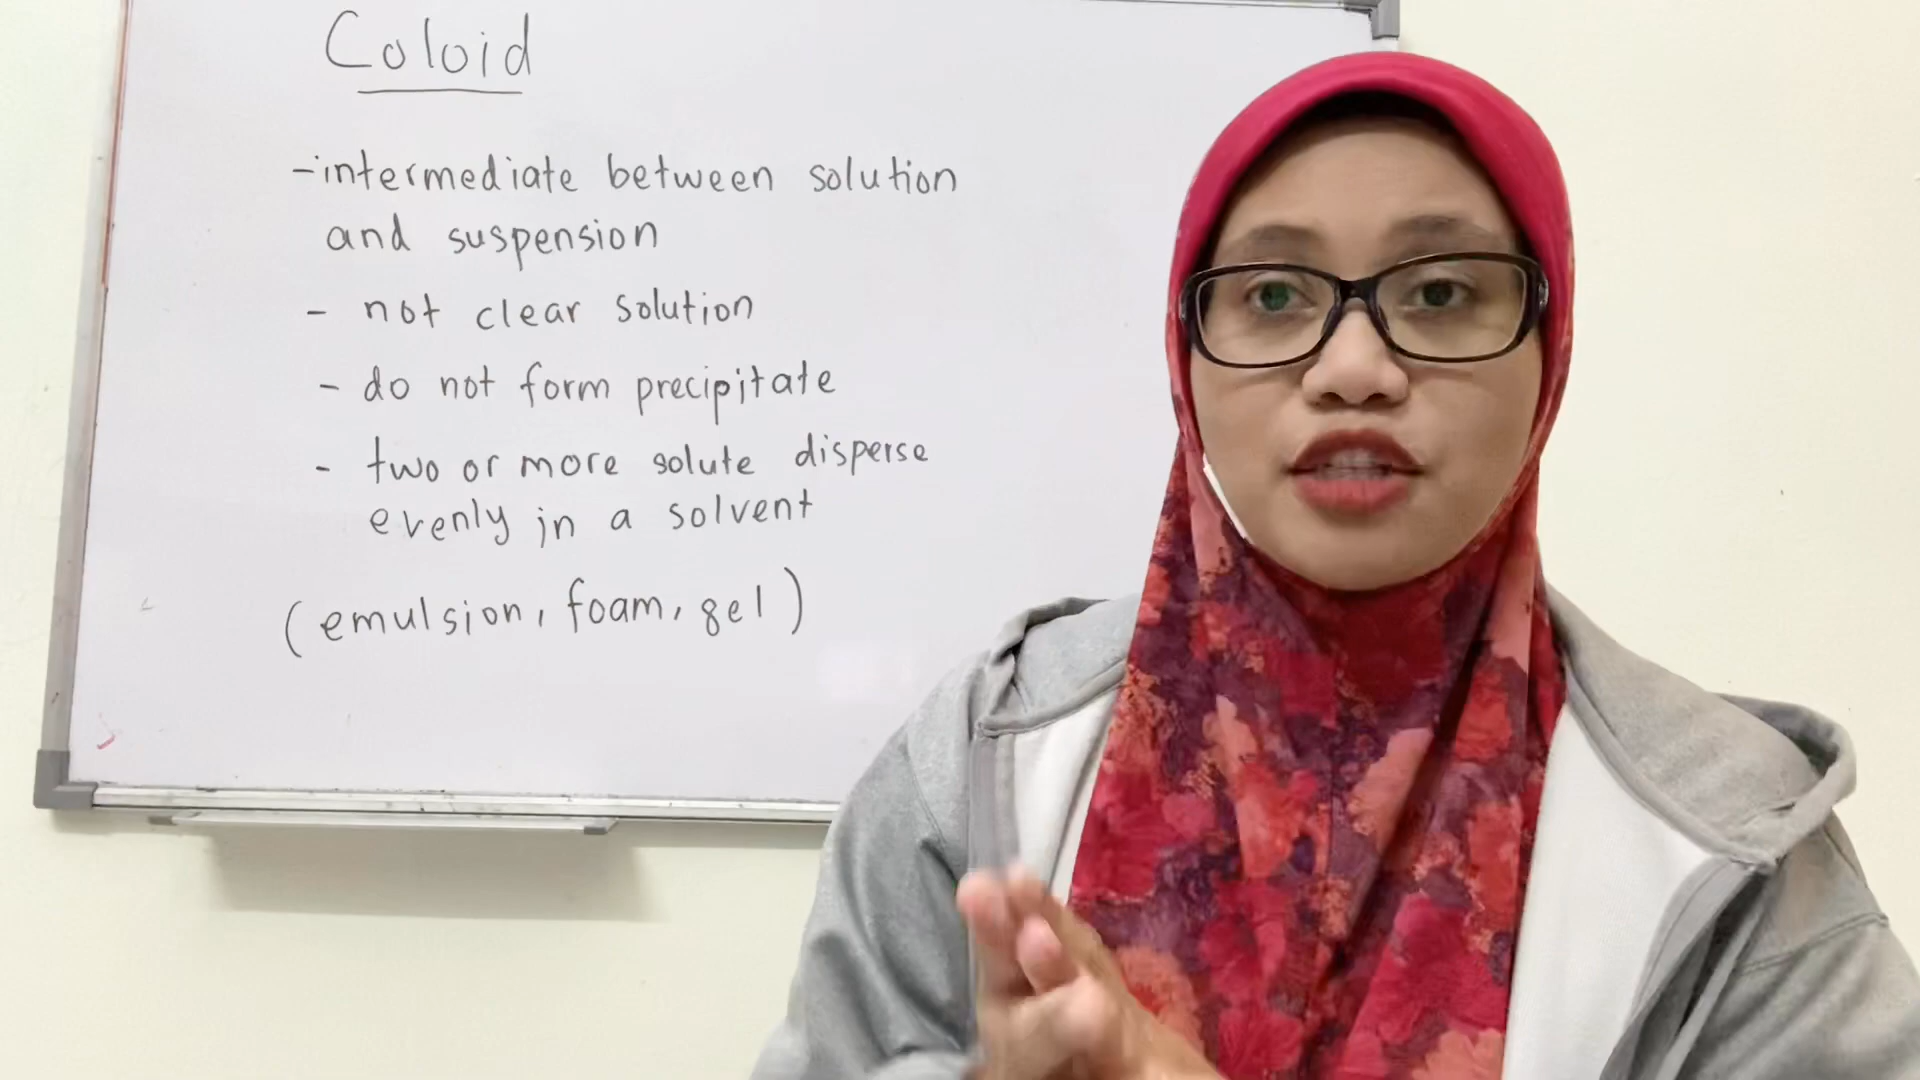 Coloid
-intermediate between solution
and suspension
- not clear solution
- do not form precipitate
- two or more solute disperse
evenly in a solvent
(emulsion, foam, gel)